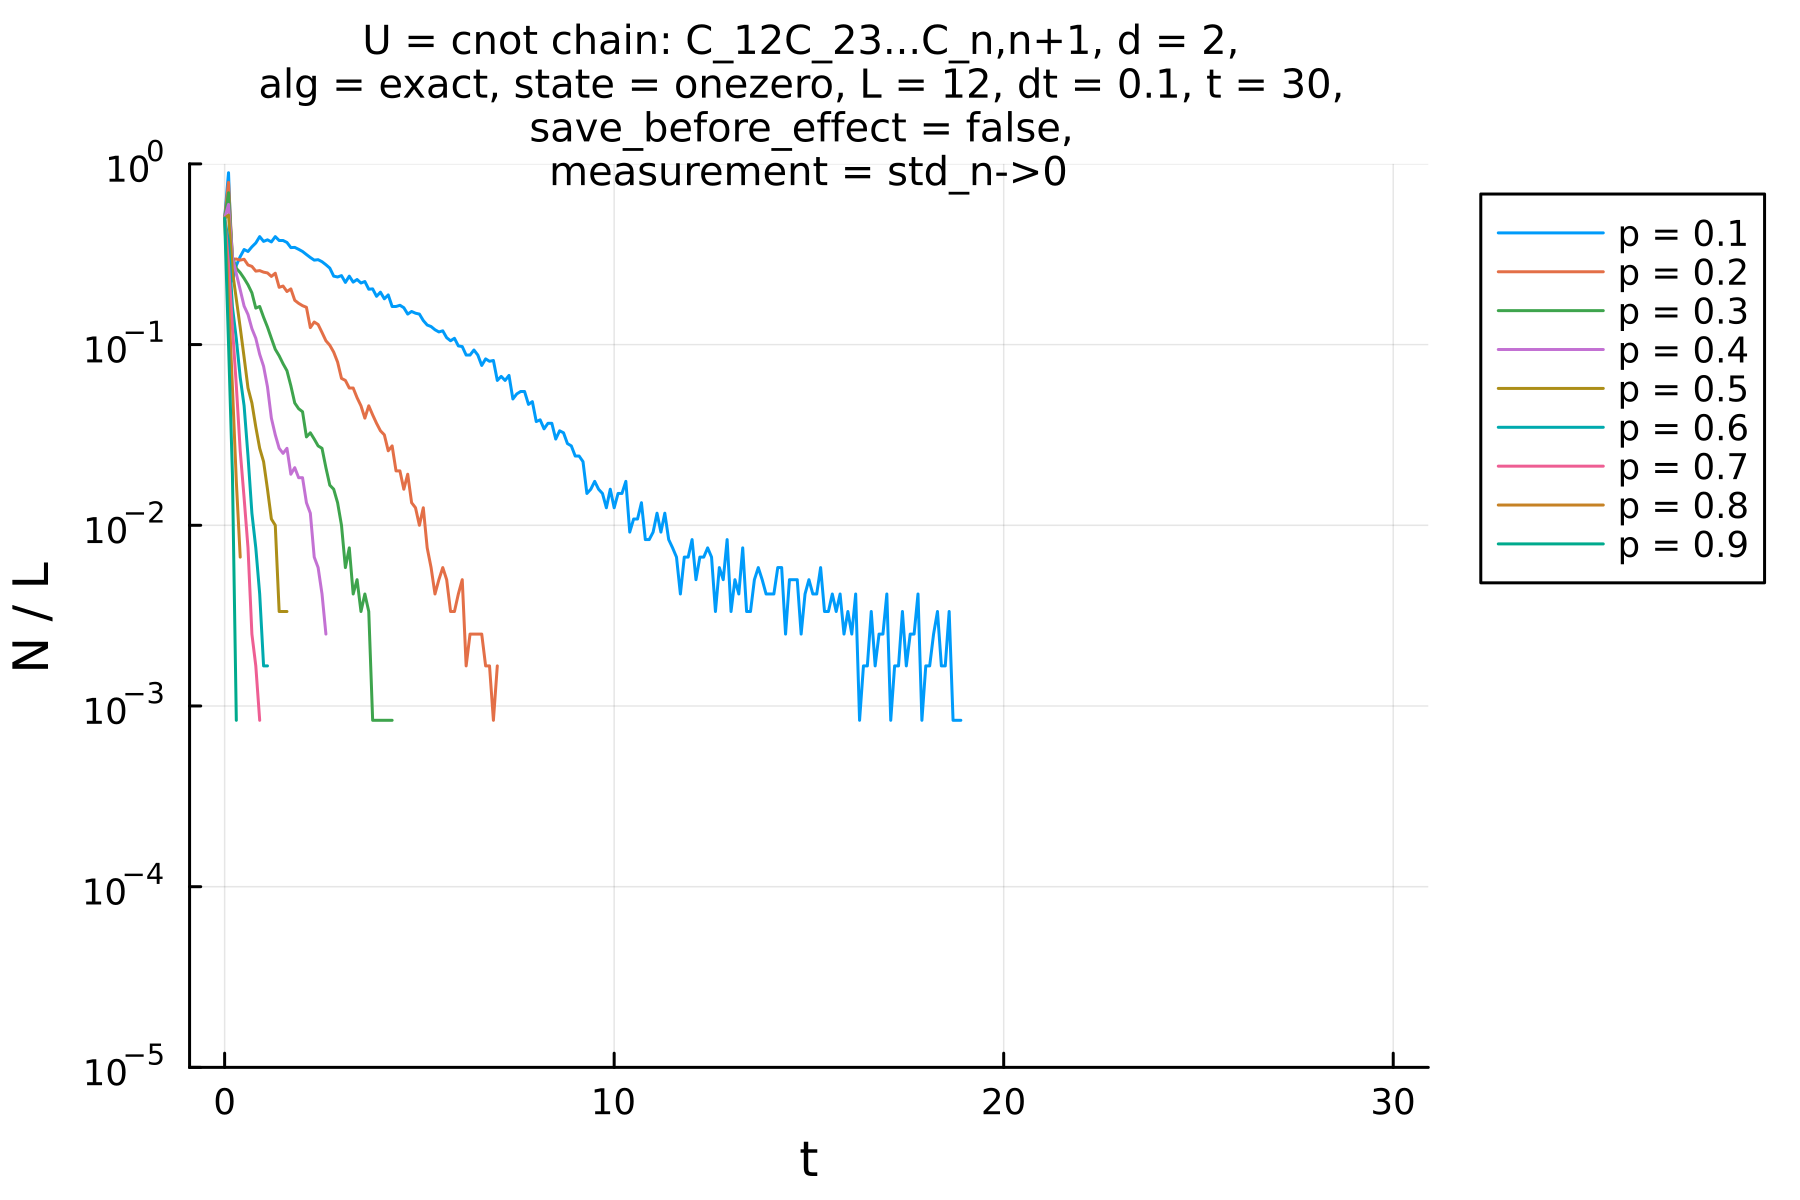 U = cnot chain: C_12C_23...C_n,n+1, d = 2,
alg = exact, state = onezero, L = 12, dt = 0.1, t = 30,
save_before_effect = false,
measurement = std_n->0
10⁰
10⁻¹
10⁻²
10⁻³
10⁻⁴
10⁻⁵
N / L
0 10 20 30
t
p = 0.1
p = 0.2
p = 0.3
p = 0.4
p = 0.5
p = 0.6
p = 0.7
p = 0.8
p = 0.9